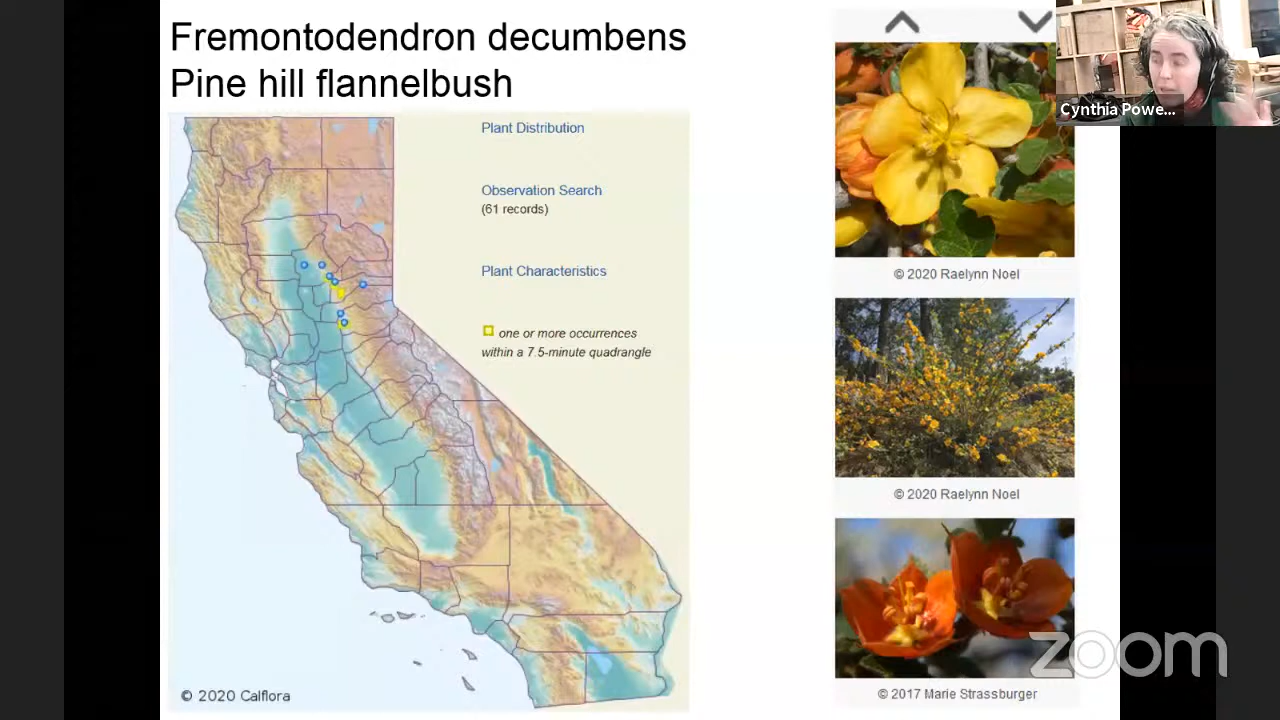 Fremontodendron decumbens
Pine hill flannelbush
Plant Distribution
Observation Search
(61 records)
Plant Characteristics
one or more occurrences
within a 7.5-minute quadrangle
© 2020 Calflora
© 2020 Raelynn Noel
© 2020 Raelynn Noel
© 2017 Marie Strassburger
Cynthia Powe...
zoom